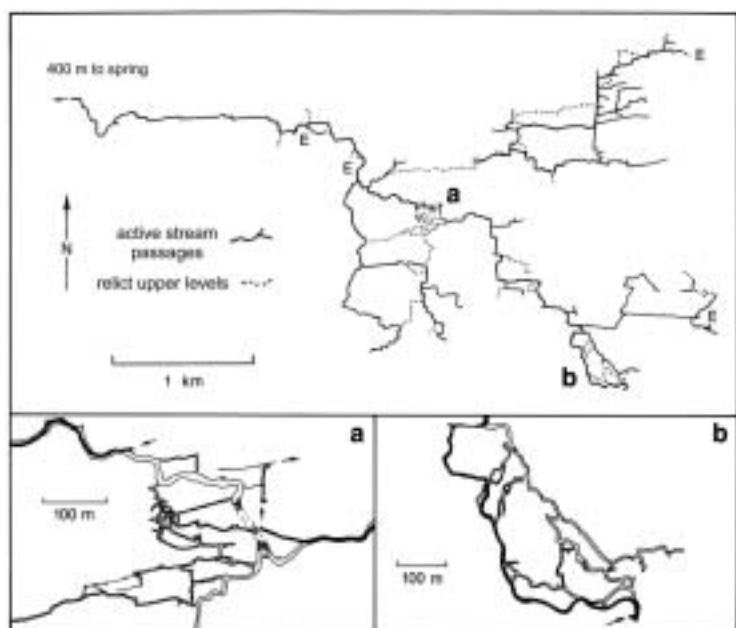 400 m to spring
E
E
E
a
N
active stream
passages
relict upper levels
1 km
E
b
a
100 m
b
100 m